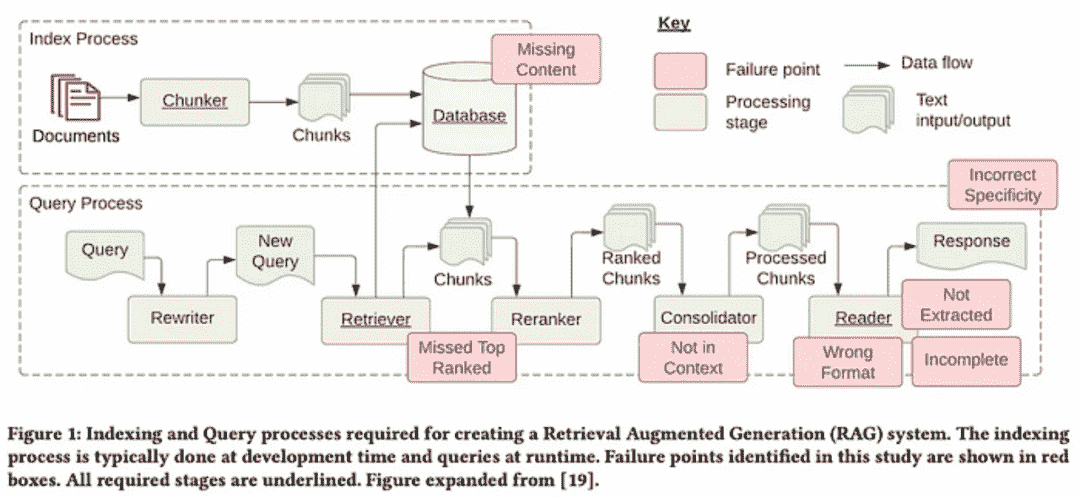 Index Process
Documents
Chunker
Chunks
Database
Missing
Content
Key
Failure point
Processing
stage
Data flow
Text
intput/output
Query Process
Query
Rewriter
New
Query
Retriever
Missed Top
Ranked
Chunks
Reranker
Ranked
Chunks
Consolidator
Not in
Context
Processed
Chunks
Reader
Wrong
Format
Not
Extracted
Incomplete
Response
Incorrect
Specificity
Figure 1: Indexing and Query processes required for creating a Retrieval Augmented Generation (RAG) system. The indexing
process is typically done at development time and queries at runtime. Failure points identified in this study are shown in red
boxes. All required stages are underlined. Figure expanded from [19].